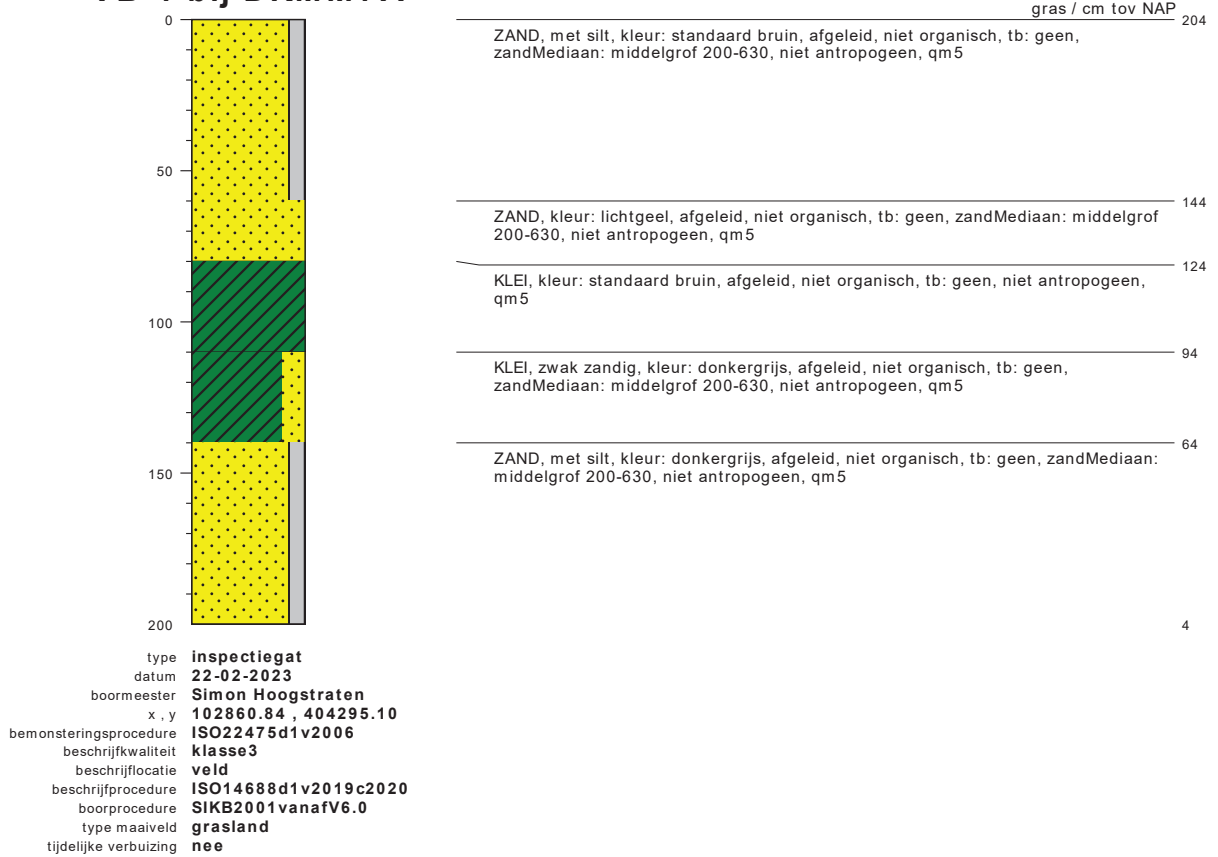 gras / cm tov NAP
0
204
ZAND, met silt, kleur: standaard bruin, afgeleid, niet organisch, tb: geen,
zandMediaan: middelgrof 200-630, niet antropogeen, qm5
50
144
ZAND, kleur: lichtgeel, afgeleid, niet organisch, tb: geen, zandMediaan: middelgrof
200-630, niet antropogeen, qm5
124
KLEI, kleur: standaard bruin, afgeleid, niet organisch, tb: geen, niet antropogeen,
qm5
100
94
KLEI, zwak zandig, kleur: donkergrijs, afgeleid, niet organisch, tb: geen,
zandMediaan: middelgrof 200-630, niet antropogeen, qm5
64
ZAND, met silt, kleur: donkergrijs, afgeleid, niet organisch, tb: geen, zandMediaan:
middelgrof 200-630, niet antropogeen, qm5
150
200
4
type inspectiegat
datum 22-02-2023
boormeester Simon Hoogstraten
x , y 102860.84 , 404295.10
bemonsteringsprocedure ISO22475d1v2006
beschrijfkwaliteit klasse3
beschrijflocatie veld
beschrijfprocedure ISO14688d1v2019c2020
boorprocedure SIKB2001vanafV6.0
type maaiveld grasland
tijdelijke verbuizing nee